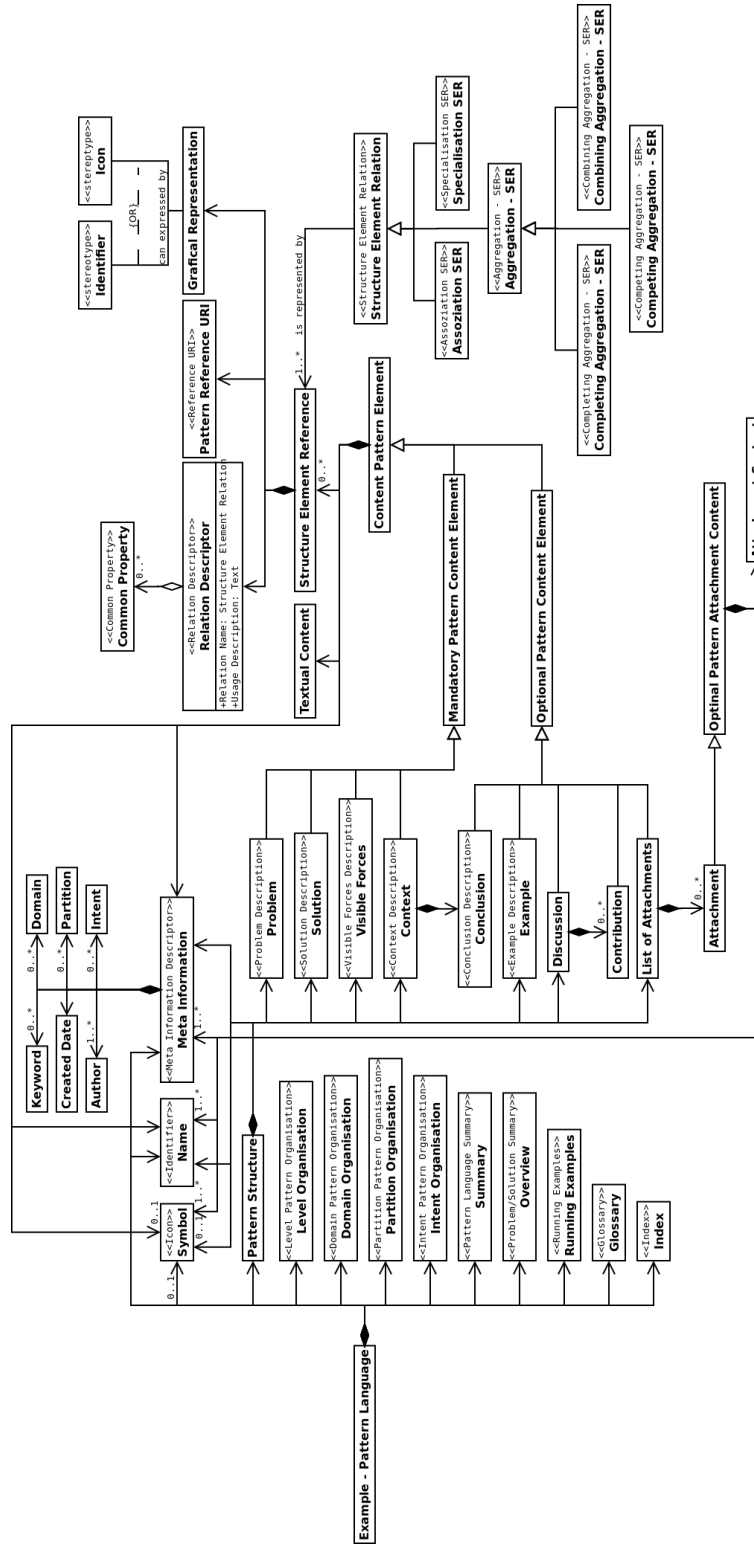 Example - Pattern Language
0..1
<<Icon>>
Symbol
0..1
0..1
1..*
<<Identifier>>
Name
1..*
<<Meta Information Descriptor>>
Meta Information
1..*
Keyword
0..*
0..*
Domain
Created Date
0..*
Partition
Author
1..*
0..*
Intent
Pattern Structure
<<Level Pattern Organisation>>
Level Organisation
<<Domain Pattern Organisation>>
Domain Organisation
<<Partition Pattern Organisation>>
Partition Organisation
<<Intent Pattern Organisation>>
Intent Organisation
<<Pattern Language Summary>>
Summary
<<Problem/Solution Summary>>
Overview
<<Running Examples>>
Running Examples
<<Glossary>>
Glossary
<<Index>>
Index
<<Problem Description>>
Problem
<<Solution Description>>
Solution
<<Visible Forces Description>>
Visible Forces
<<Context Description>>
Context
<<Conclusion Description>>
Conclusion
<<Example Description>>
Example
Discussion
Contribution
0..*
List of Attachments
Attachment
0..*
<<Common Property>>
Common Property
0..*
<<Relation Descriptor>>
Relation Descriptor
+Relation Name: Structure Element Relation
+Usage Description: Text
<<Reference URI>>
Pattern Reference URI
Grafical Representation
can expressed by
{OR}
<<stereotype>>
Identifier
<<stereptype>>
Icon
Textual Content
Structure Element Reference
0..*
1..*
is represented by
Content Pattern Element
Mandatory Pattern Content Element
Optional Pattern Content Element
Optinal Pattern Attachment Content
<<Structure Element Relation>>
Structure Element Relation
<<Assoziation SER>>
Assoziation SER
<<Specialisation SER>>
Specialisation SER
<<Aggregation - SER>>
Aggregation - SER
<<Completing Aggregation - SER>>
Completing Aggregation - SER
<<Combining Aggregation - SER>>
Combining Aggregation - SER
<<Competing Aggregation - SER>>
Competing Aggregation - SER